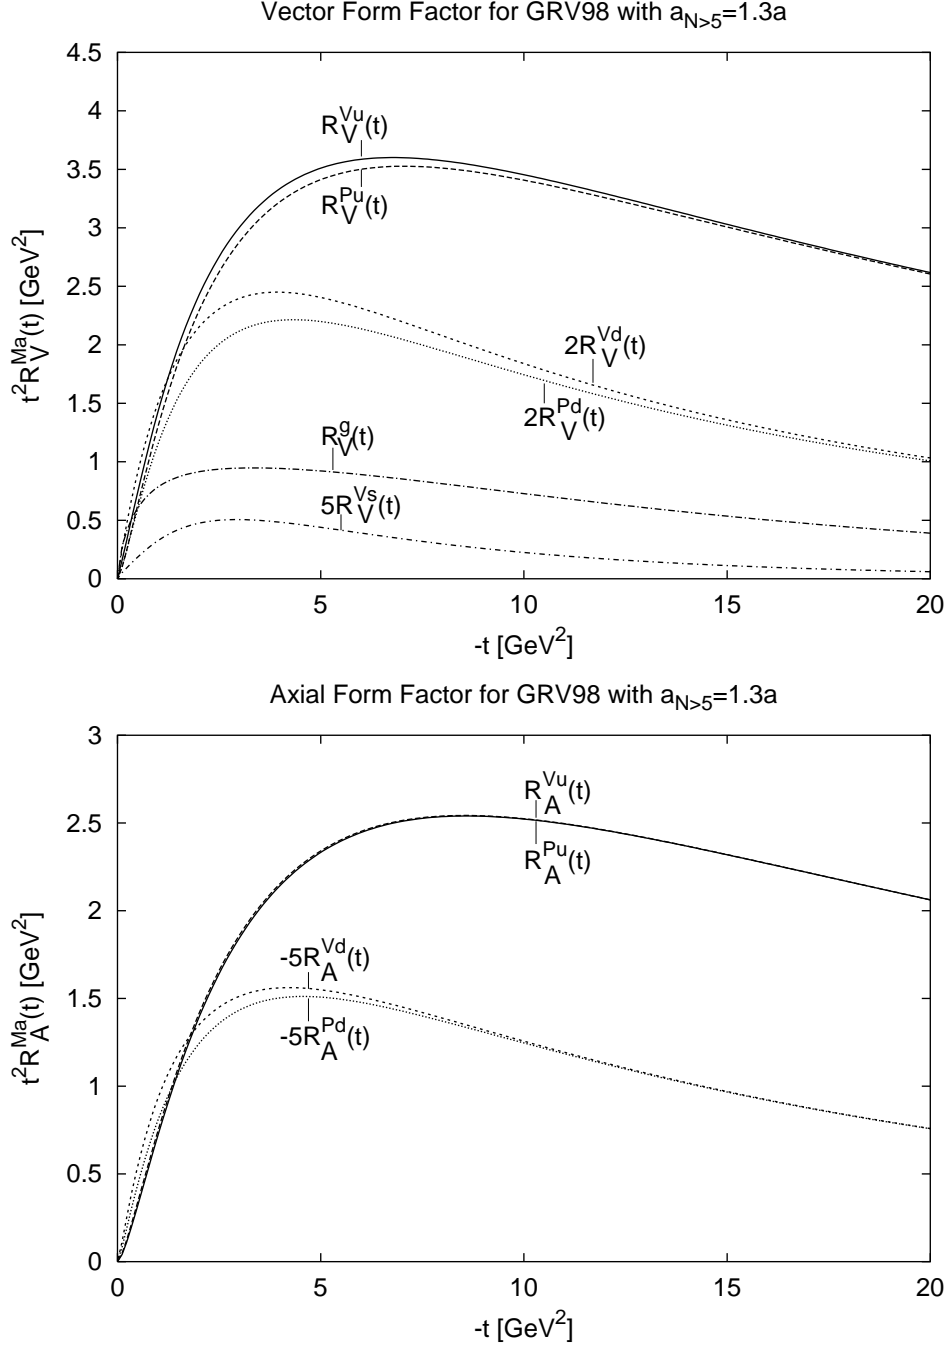 Vector Form Factor for GRV98 with a_{N>5}=1.3a
4.5
4
3.5
3
2.5
2
1.5
1
0.5
0
t^2R_V^{Ma}(t) [GeV^2]
R_V^{Vu}(t)
R_V^{Pu}(t)
2R_V^{Vd}(t)
2R_V^{Pd}(t)
R_V^g(t)
5R_V^{Vs}(t)
0 5 10 15 20
-t [GeV^2]
Axial Form Factor for GRV98 with a_{N>5}=1.3a
3
2.5
2
1.5
1
0.5
0
t^2R_A^{Ma}(t) [GeV^2]
R_A^{Vu}(t)
R_A^{Pu}(t)
-5R_A^{Vd}(t)
-5R_A^{Pd}(t)
0 5 10 15 20
-t [GeV^2]